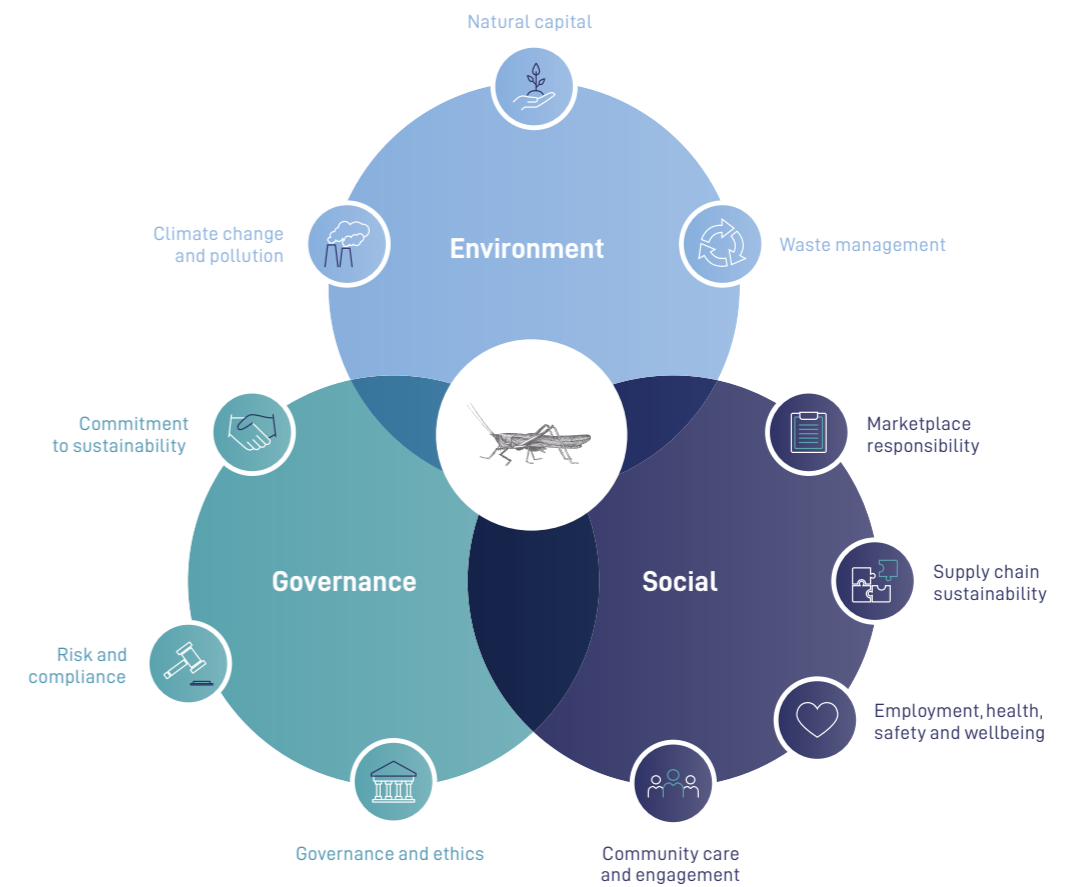 Natural capital
Climate change
and pollution
Environment
Waste management
Commitment
to sustainability
Marketplace
responsibility
Governance
Social
Supply chain
sustainability
Risk and
compliance
Employment, health,
safety and wellbeing
Governance and ethics
Community care
and engagement